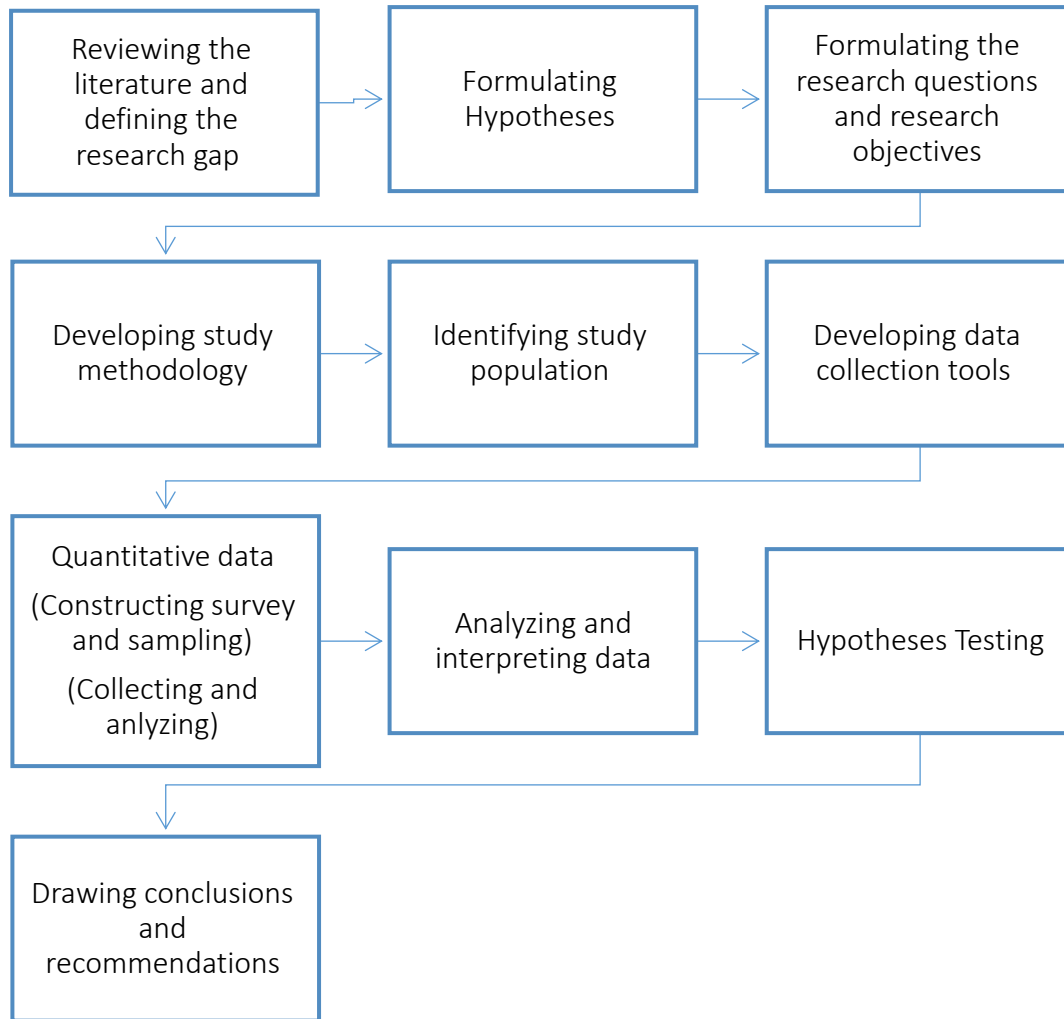 Reviewing the
literature and
defining the
research gap
Formulating
Hypotheses
Formulating the
research questions
and research
objectives
Developing study
methodology
Identifying study
population
Developing data
collection tools
Quantitative data
(Constructing survey
and sampling)
(Collecting and
anlyzing)
Analyzing and
interpreting data
Hypotheses Testing
Drawing conclusions
and
recommendations